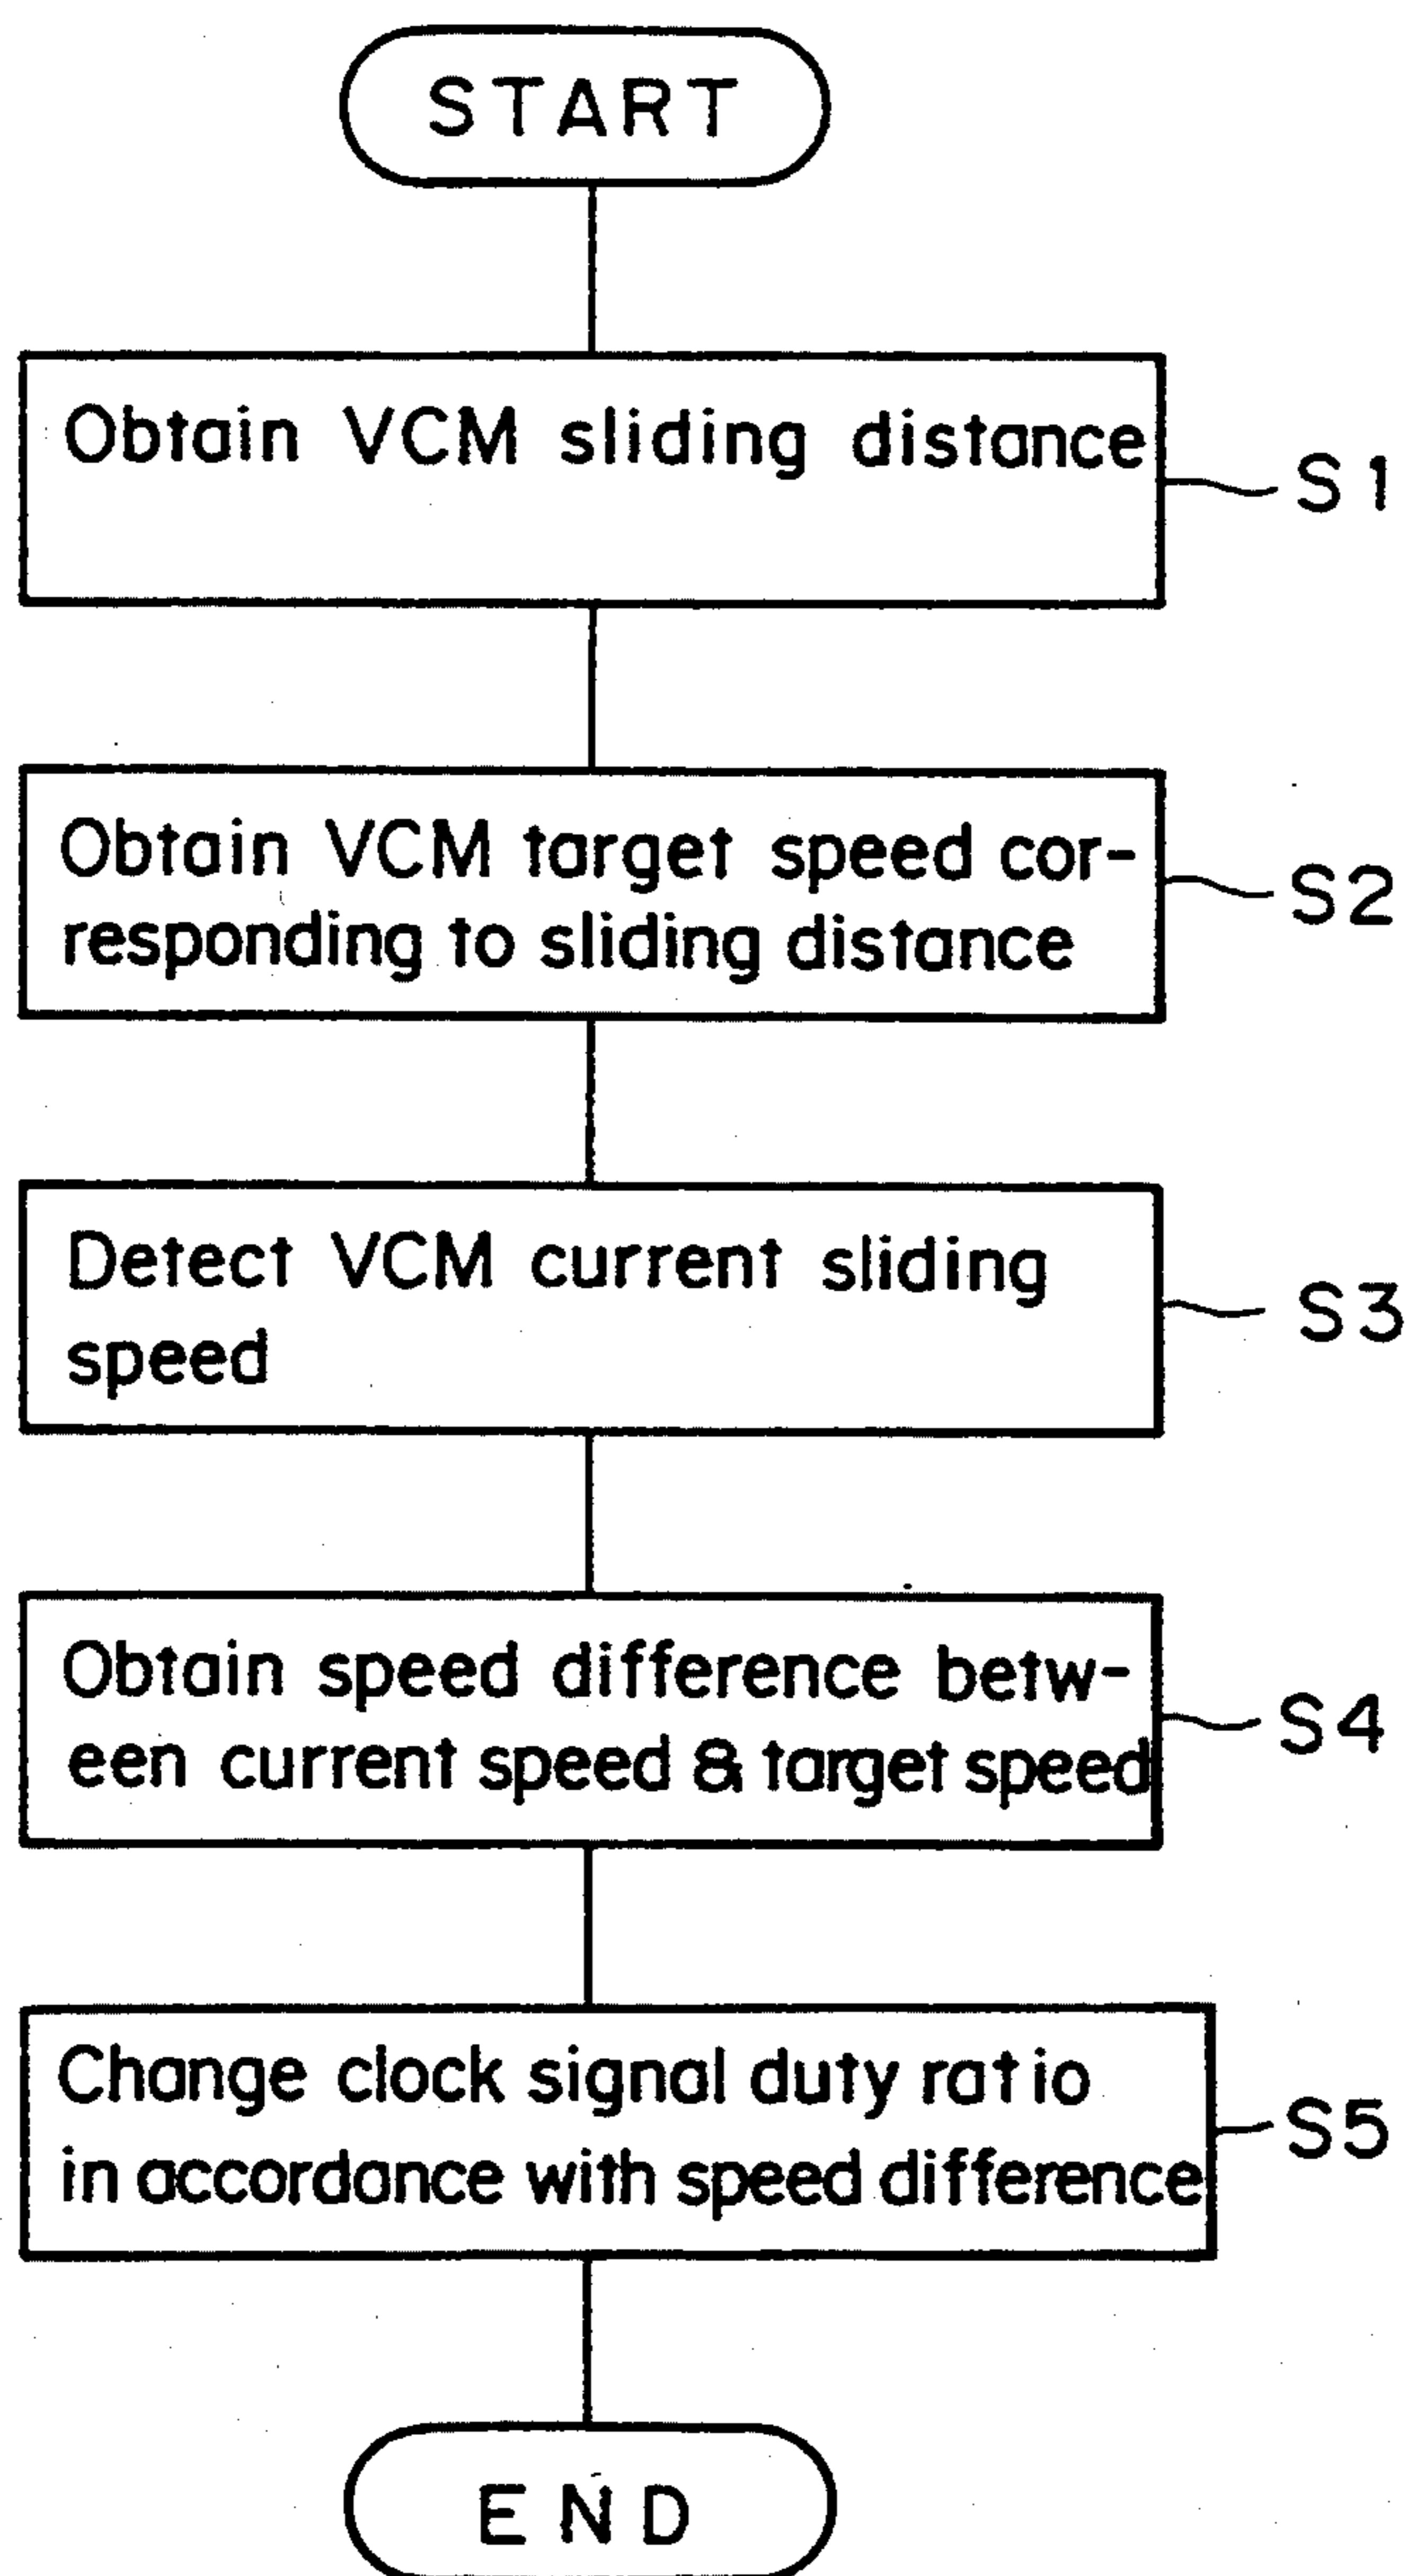 START
Obtain VCM sliding distance
S1
Obtain VCM target speed cor-
responding to sliding distance
S2
Detect VCM current sliding
speed
S3
Obtain speed difference betw-
een current speed & target speed
S4
Change clock signal duty ratio
in accordance with speed difference
S5
END